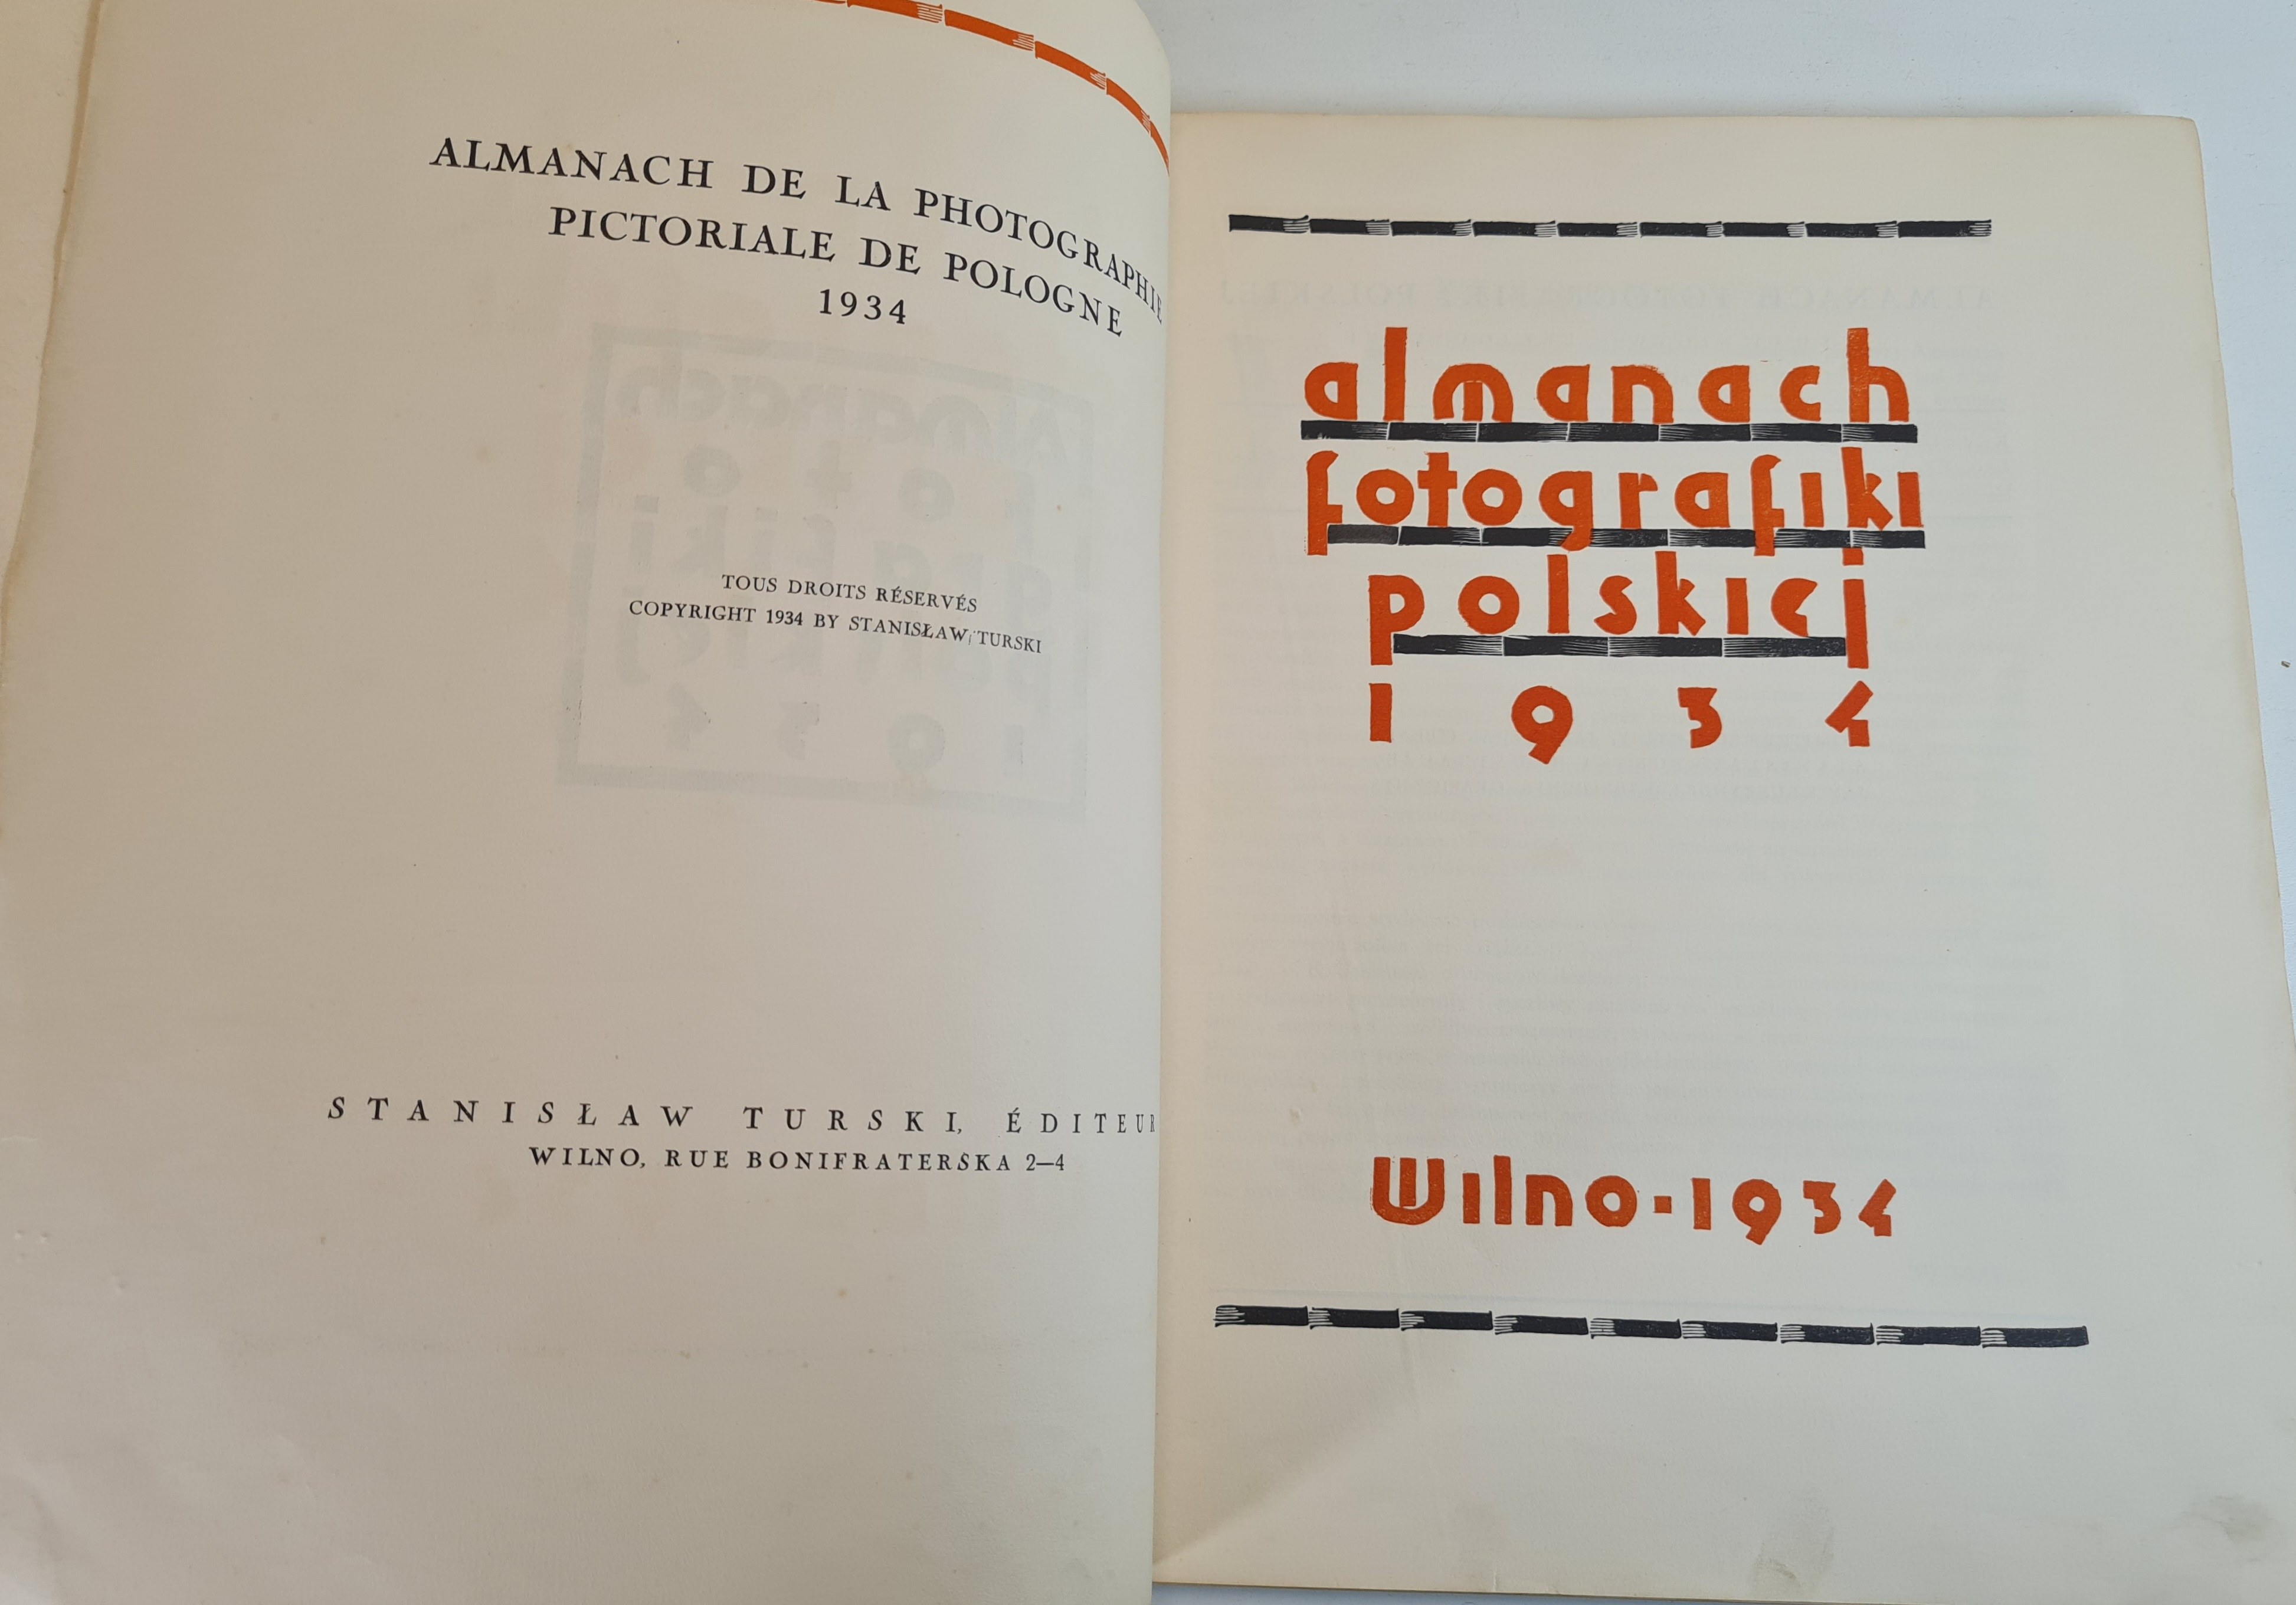 ALMANACH DE LA PHOTOGRAPHIE
PICTORIALE DE POLOGNE
1934
TOUS DROITS RÉSERVÉS
COPYRIGHT 1934 BY STANISŁAW TURSKI
STANISŁAW TURSKI, ÉDITEUR
WILNO, RUE BONIFRATERSKA 2—4
almanach
fotografiki
polskiej
1934
Wilno·1934